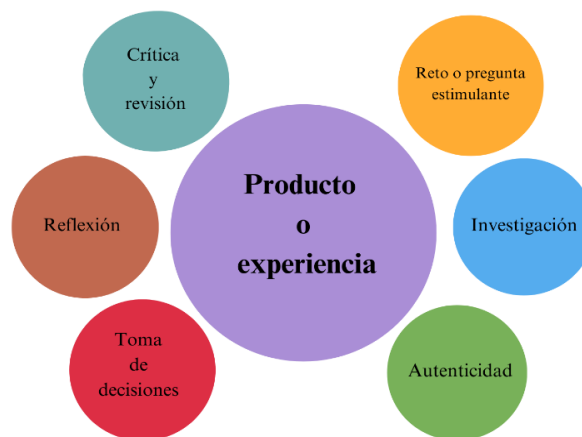 Crítica
y
revisión
Reto o pregunta
estimulante
Producto
o
experiencia
Reflexión
Investigación
Toma
de
decisiones
Autenticidad